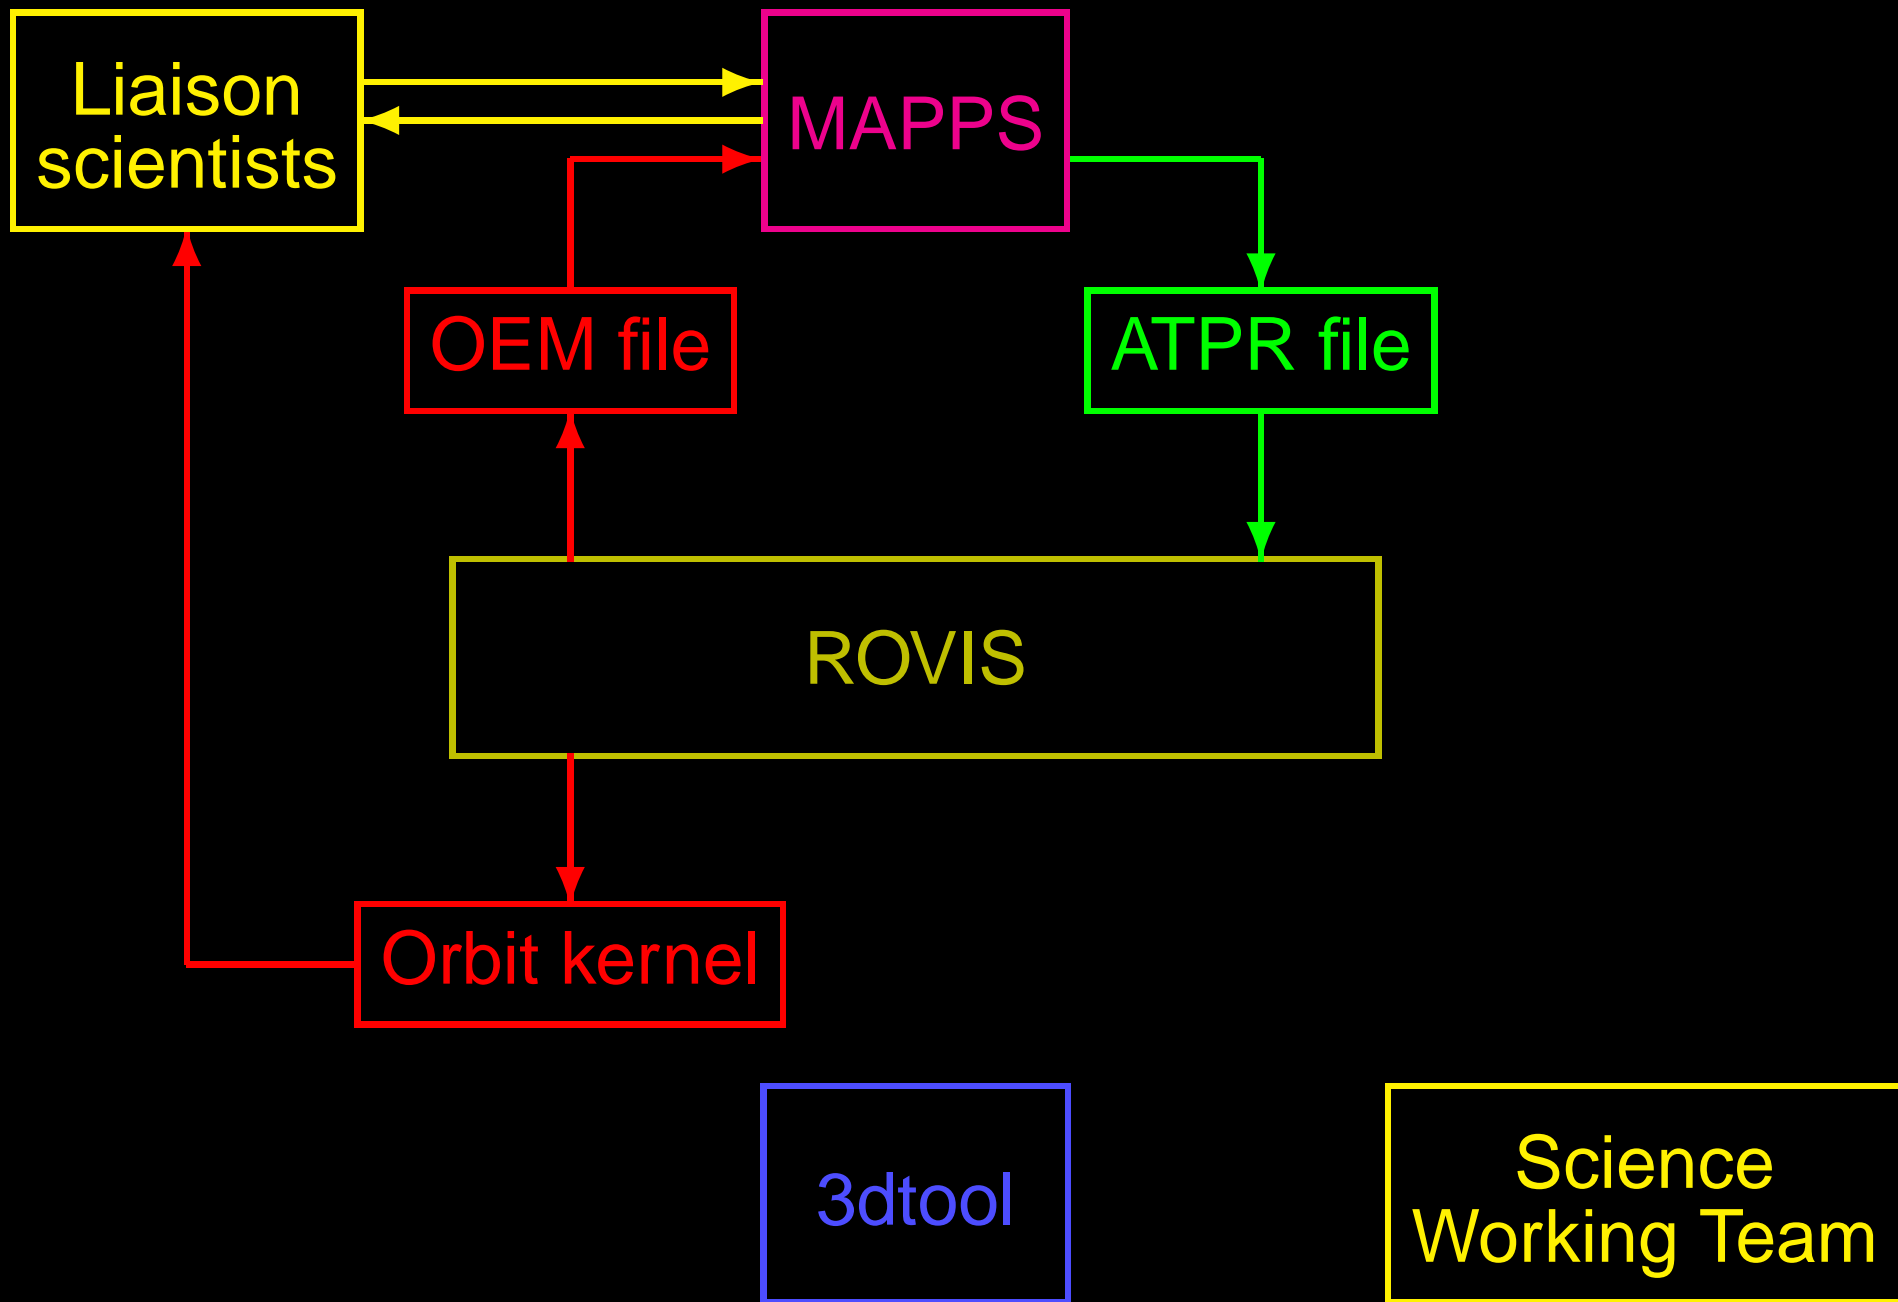 Liaison
scientists
MAPPS
OEM file
ATPR file
ROVIS
Orbit kernel
3dtool
Science
Working Team